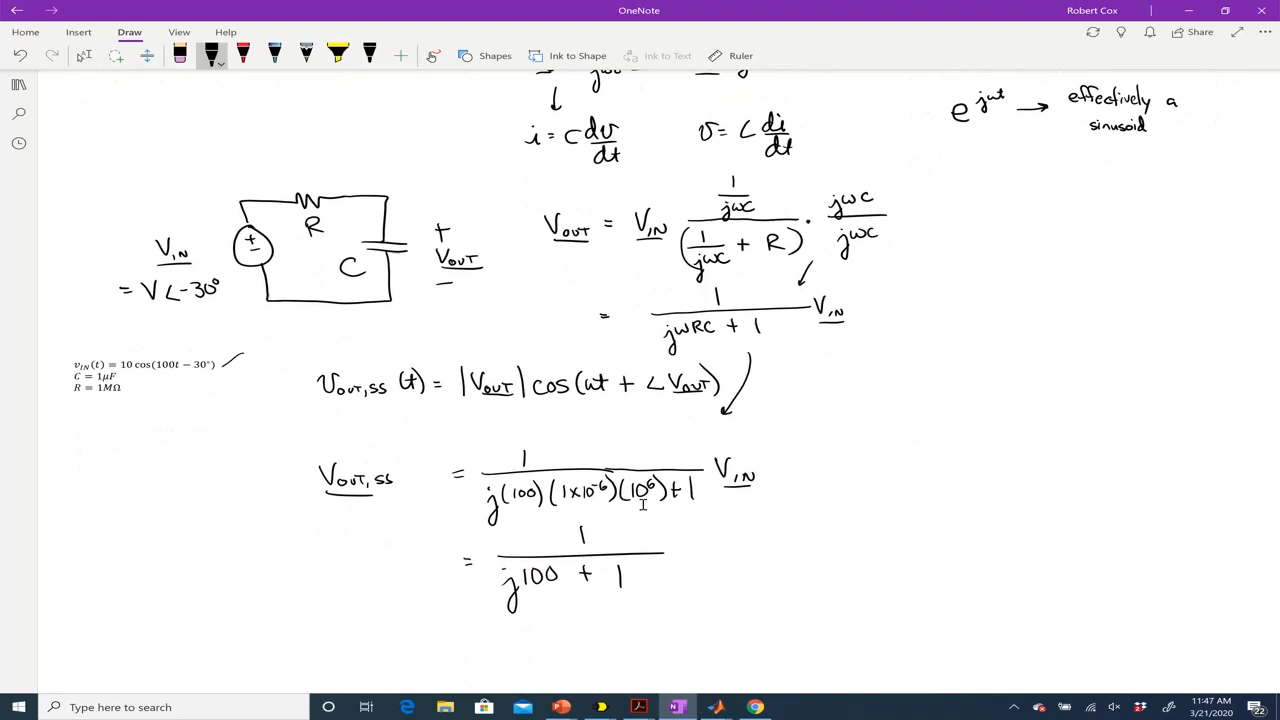 OneNote
Robert Cox
Home Insert Draw View Help
Shapes Ink to Shape Ink to Text Ruler Share
e^{jωt} → effectively a
sinusoid
i = C dv/dt v = L di/dt
V_OUT = V_IN (1/jωC)/(1/jωC + R) · jωC/jωC
R
C
+
V_OUT
−
V_IN
= V∠-30°
= 1/(jωRC + 1) V_IN
v_IN(t) = 10 cos(100t − 30°)
C = 1μF
R = 1MΩ
v_OUT,SS (t) = |V_OUT| cos(ωt + ∠V_OUT)
V_OUT,SS = 1/(j(100)(1x10^-6)(10^6)+1) V_IN
= 1/(j100 + 1)
Type here to search
11:47 AM
3/21/2020
22